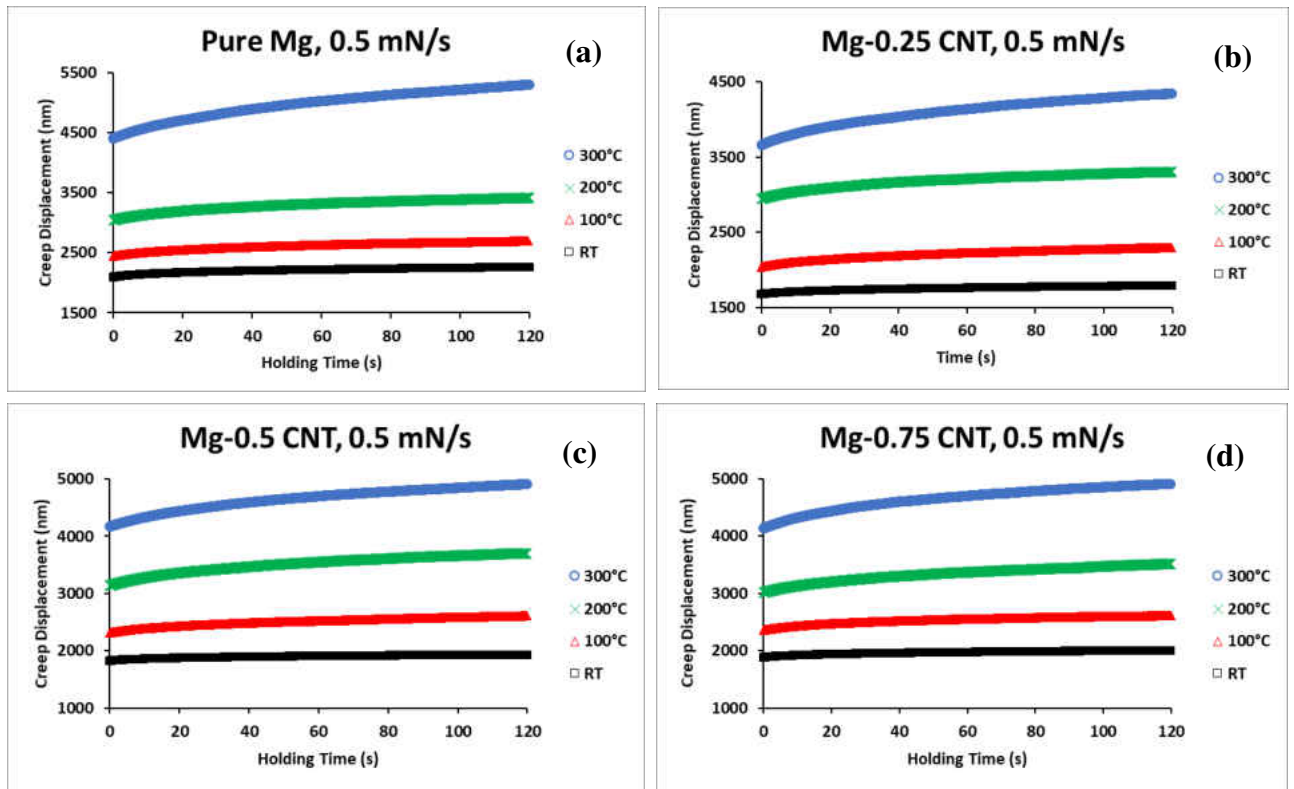 Pure Mg, 0.5 mN/s
(a)
Creep Displacement (nm)
5500
4500
3500
2500
1500
0 20 40 60 80 100 120
Holding Time (s)
300°C
200°C
100°C
RT
Mg-0.25 CNT, 0.5 mN/s
(b)
Creep Displacement (nm)
4500
3500
2500
1500
0 20 40 60 80 100 120
Time (s)
300°C
200°C
100°C
RT
Mg-0.5 CNT, 0.5 mN/s
(c)
Creep Displacement (nm)
5000
4000
3000
2000
1000
0 20 40 60 80 100 120
Holding Time (s)
300°C
200°C
100°C
RT
Mg-0.75 CNT, 0.5 mN/s
(d)
Creep Displacement (nm)
5000
4000
3000
2000
1000
0 20 40 60 80 100 120
Holding Time (s)
300°C
200°C
100°C
RT